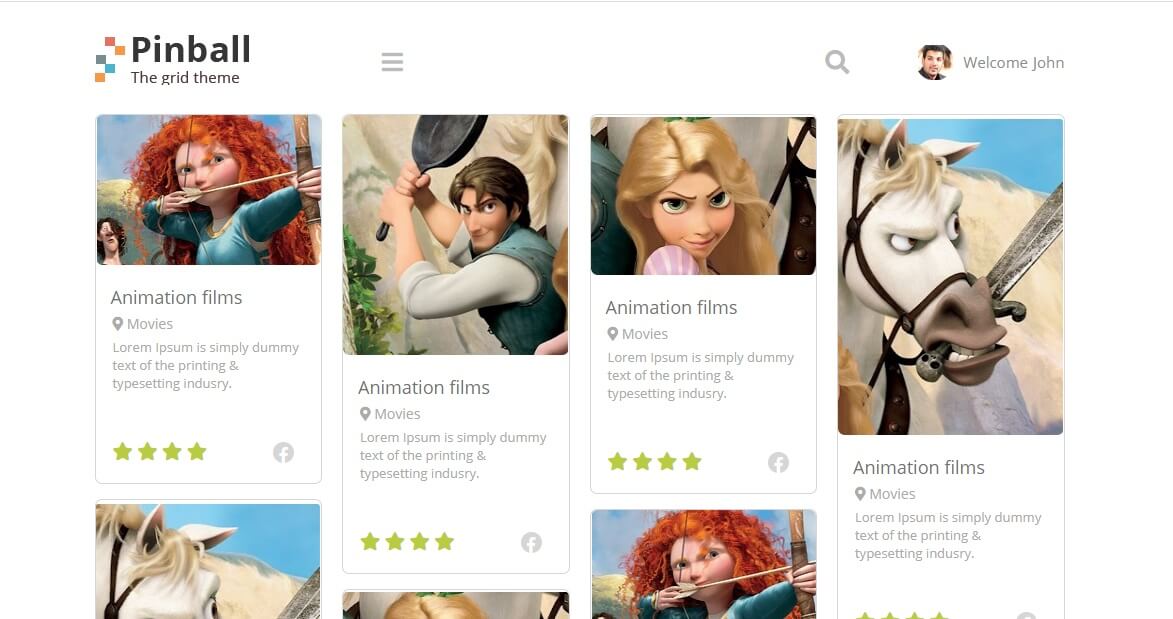 Pinball
The grid theme
Welcome John
Animation films
Movies
Lorem Ipsum is simply dummy
text of the printing &
typesetting indusry.
Animation films
Movies
Lorem Ipsum is simply dummy
text of the printing &
typesetting indusry.
Animation films
Movies
Lorem Ipsum is simply dummy
text of the printing &
typesetting indusry.
Animation films
Movies
Lorem Ipsum is simply dummy
text of the printing &
typesetting indusry.